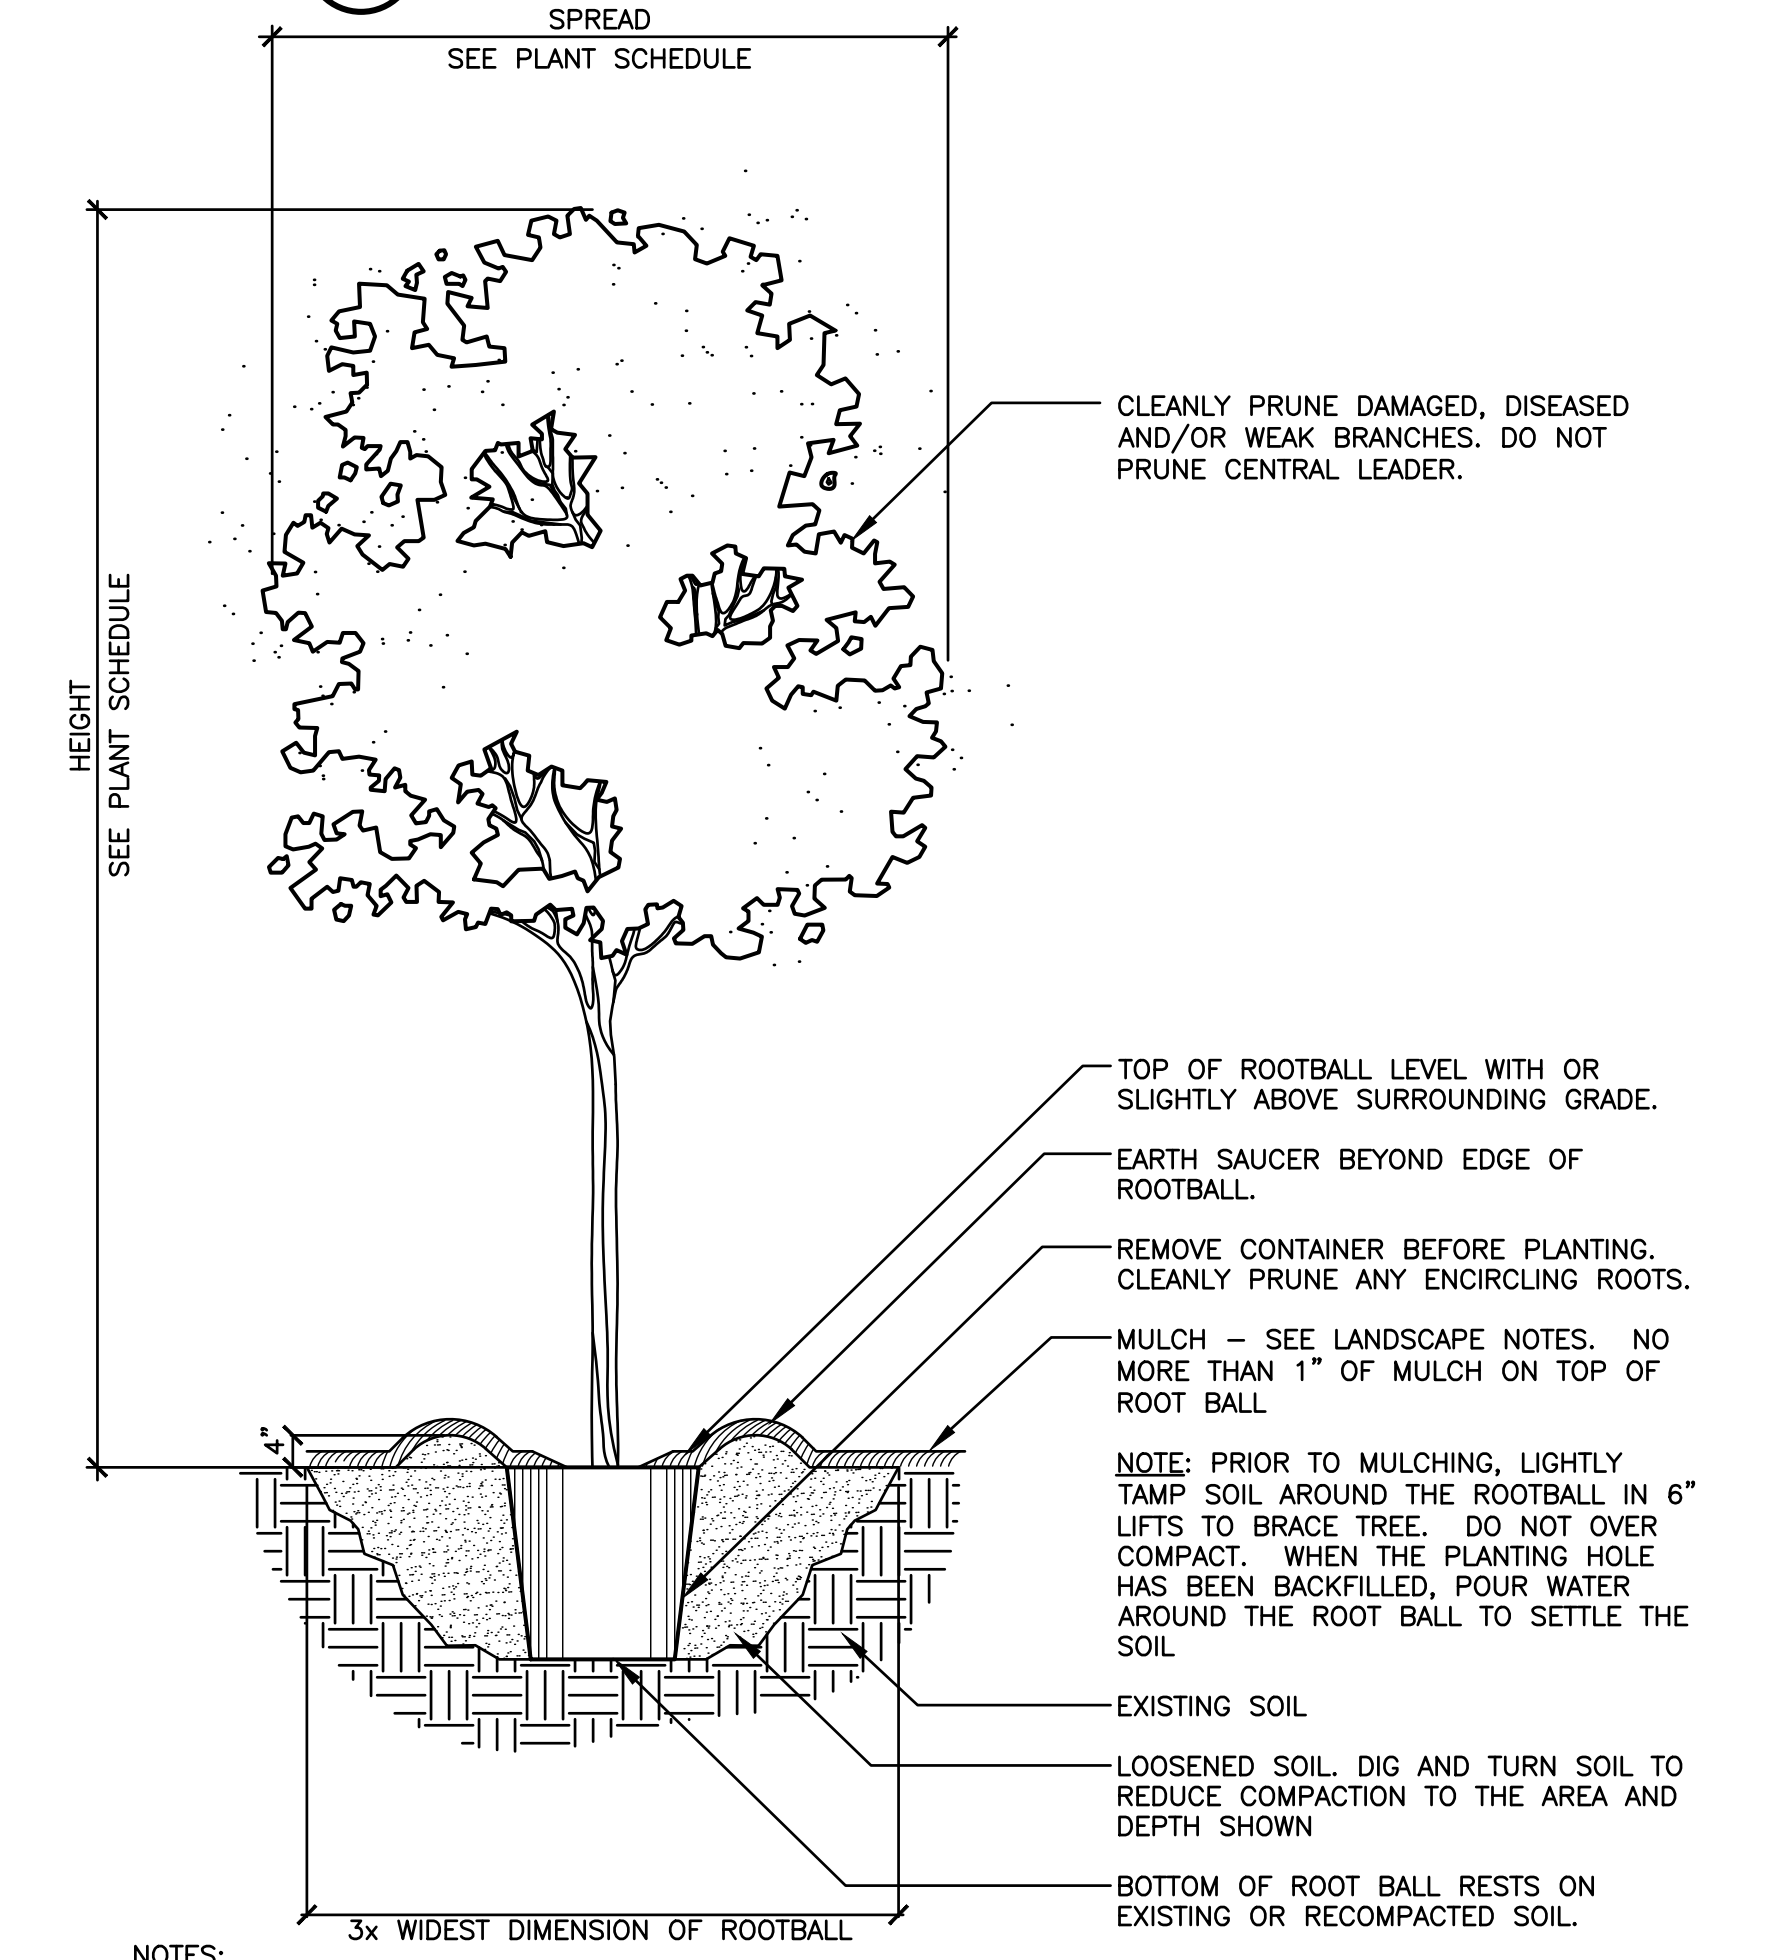 SPREAD
SEE PLANT SCHEDULE
HEIGHT
SEE PLANT SCHEDULE
CLEANLY PRUNE DAMAGED, DISEASED
AND/OR WEAK BRANCHES. DO NOT
PRUNE CENTRAL LEADER.
TOP OF ROOTBALL LEVEL WITH OR
SLIGHTLY ABOVE SURROUNDING GRADE.
EARTH SAUCER BEYOND EDGE OF
ROOTBALL.
REMOVE CONTAINER BEFORE PLANTING.
CLEANLY PRUNE ANY ENCIRCLING ROOTS.
MULCH – SEE LANDSCAPE NOTES. NO
MORE THAN 1" OF MULCH ON TOP OF
ROOT BALL
4"
NOTE: PRIOR TO MULCHING, LIGHTLY
TAMP SOIL AROUND THE ROOTBALL IN 6"
LIFTS TO BRACE TREE. DO NOT OVER
COMPACT. WHEN THE PLANTING HOLE
HAS BEEN BACKFILLED, POUR WATER
AROUND THE ROOT BALL TO SETTLE THE
SOIL
EXISTING SOIL
LOOSENED SOIL. DIG AND TURN SOIL TO
REDUCE COMPACTION TO THE AREA AND
DEPTH SHOWN
BOTTOM OF ROOT BALL RESTS ON
EXISTING OR RECOMPACTED SOIL.
3x WIDEST DIMENSION OF ROOTBALL
NOTES: